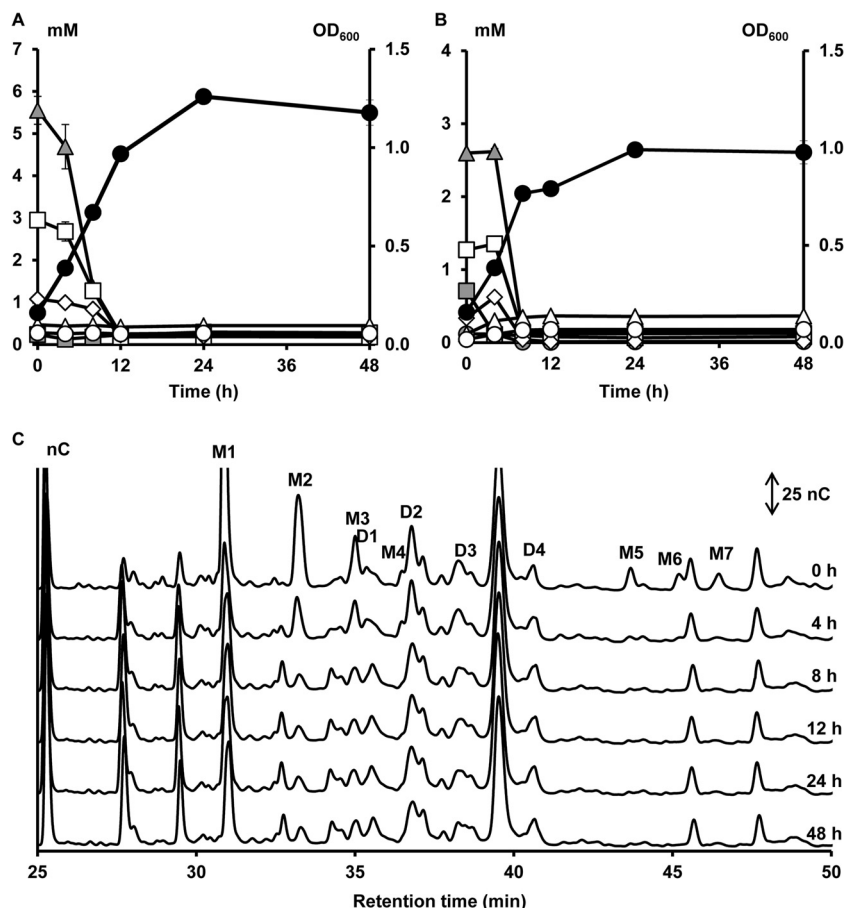 A
B
mM
OD600
mM
OD600
7
6
5
4
3
2
1
0
1.5
1.0
0.5
0.0
4
3
2
1
0
1.5
1.0
0.5
0.0
0 12 24 36 48
0 12 24 36 48
Time (h)
Time (h)
C
nC
M1
M2
M3
D1
M4
D2
D3
D4
M5
M6
M7
25 nC
0 h
4 h
8 h
12 h
24 h
48 h
25 30 35 40 45 50
Retention time (min)